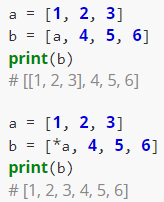 a = [1, 2, 3]
b = [a, 4, 5, 6]
print(b)
# [[1, 2, 3], 4, 5, 6]
a = [1, 2, 3]
b = [*a, 4, 5, 6]
print(b)
# [1, 2, 3, 4, 5, 6]